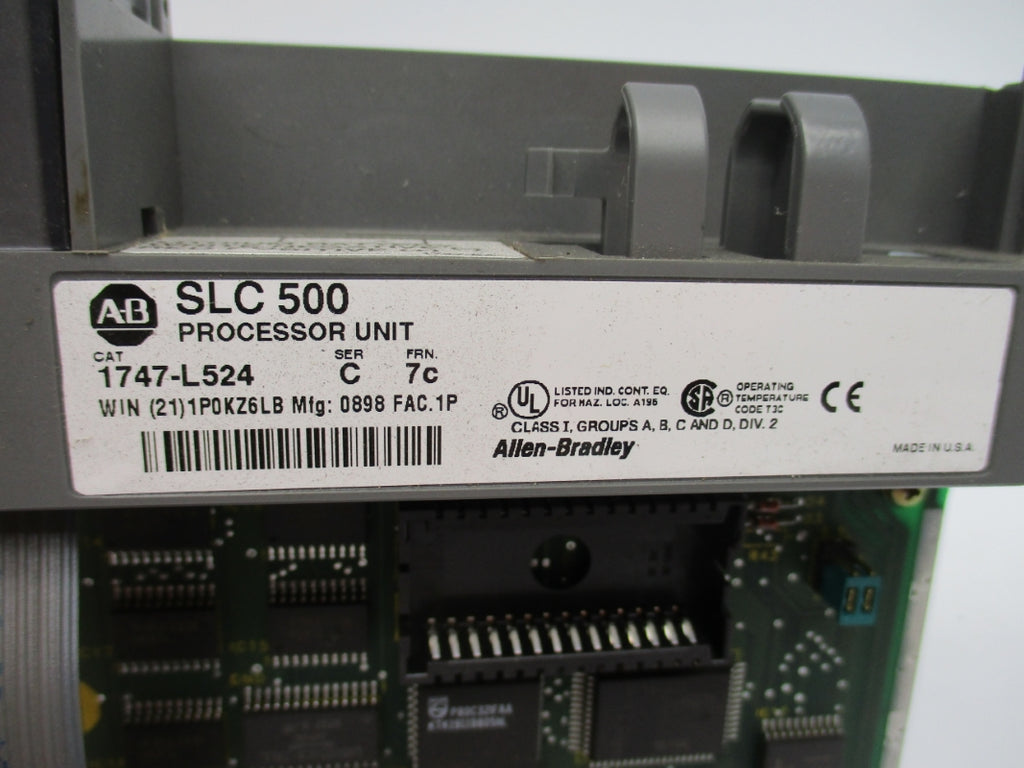 A-B SLC 500
PROCESSOR UNIT
CAT SER FRN.
1747-L524 C 7c
WIN (21)1P0KZ6LB Mfg: 0898 FAC.1P
® UL LISTED IND. CONT. EQ.
FOR HAZ. LOC. A196
SA ® OPERATING
TEMPERATURE
CODE T3C
CE
CLASS I, GROUPS A, B, C AND D, DIV. 2
Allen-Bradley
MADE IN U.S.A.